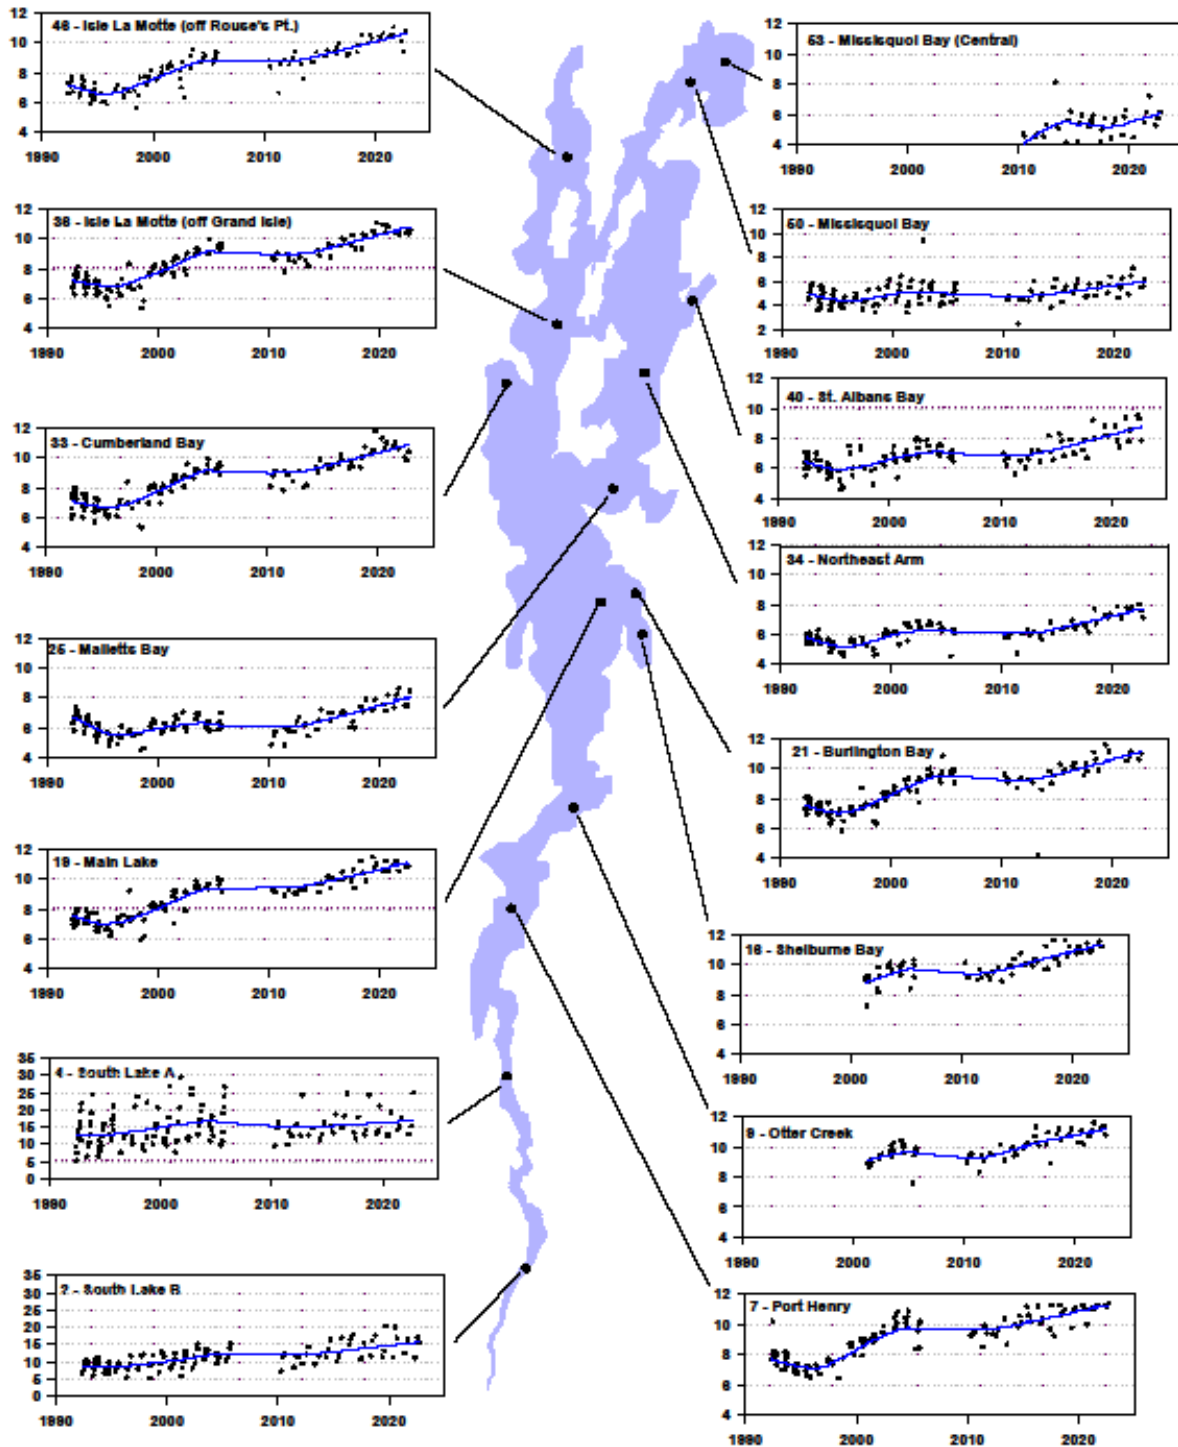 46 - Isle La Motte (off Rouse's Pt.)
12
10
8
6
4
1990 2000 2010 2020
53 - Missisquoi Bay (Central)
12
10
8
6
4
1990 2000 2010 2020
36 - Isle La Motte (off Grand Isle)
12
10
8
6
4
1990 2000 2010 2020
50 - Missisquoi Bay
12
10
8
6
4
2
1990 2000 2010 2020
40 - St. Albans Bay
12
10
8
6
4
1990 2000 2010 2020
33 - Cumberland Bay
12
10
8
6
4
1990 2000 2010 2020
34 - Northeast Arm
12
10
8
6
4
1990 2000 2010 2020
25 - Malletts Bay
12
10
8
6
4
1990 2000 2010 2020
21 - Burlington Bay
12
10
8
6
4
1990 2000 2010 2020
19 - Main Lake
12
10
8
6
4
1990 2000 2010 2020
16 - Shelburne Bay
12
10
8
6
4
1990 2000 2010 2020
4 - South Lake A
35
30
25
20
15
10
5
0
1990 2000 2010 2020
9 - Otter Creek
12
10
8
6
4
1990 2000 2010 2020
2 - South Lake B
35
30
25
20
15
10
5
0
1990 2000 2010 2020
7 - Port Henry
12
10
8
6
4
1990 2000 2010 2020